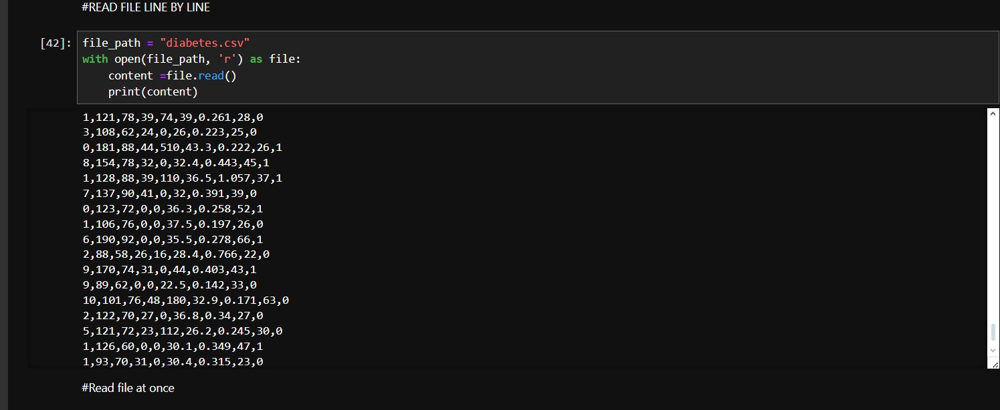 #READ FILE LINE BY LINE
[42]: file_path = "diabetes.csv"
with open(file_path, 'r') as file:
    content =file.read()
    print(content)
1,121,78,39,74,39,0.261,28,0
3,108,62,24,0,26,0.223,25,0
0,181,88,44,510,43.3,0.222,26,1
8,154,78,32,0,32.4,0.443,45,1
1,128,88,39,110,36.5,1.057,37,1
7,137,90,41,0,32,0.391,39,0
0,123,72,0,0,36.3,0.258,52,1
1,106,76,0,0,37.5,0.197,26,0
6,190,92,0,0,35.5,0.278,66,1
2,88,58,26,16,28.4,0.766,22,0
9,170,74,31,0,44,0.403,43,1
9,89,62,0,0,22.5,0.142,33,0
10,101,76,48,180,32.9,0.171,63,0
2,122,70,27,0,36.8,0.34,27,0
5,121,72,23,112,26.2,0.245,30,0
1,126,60,0,0,30.1,0.349,47,1
1,93,70,31,0,30.4,0.315,23,0
#Read file at once